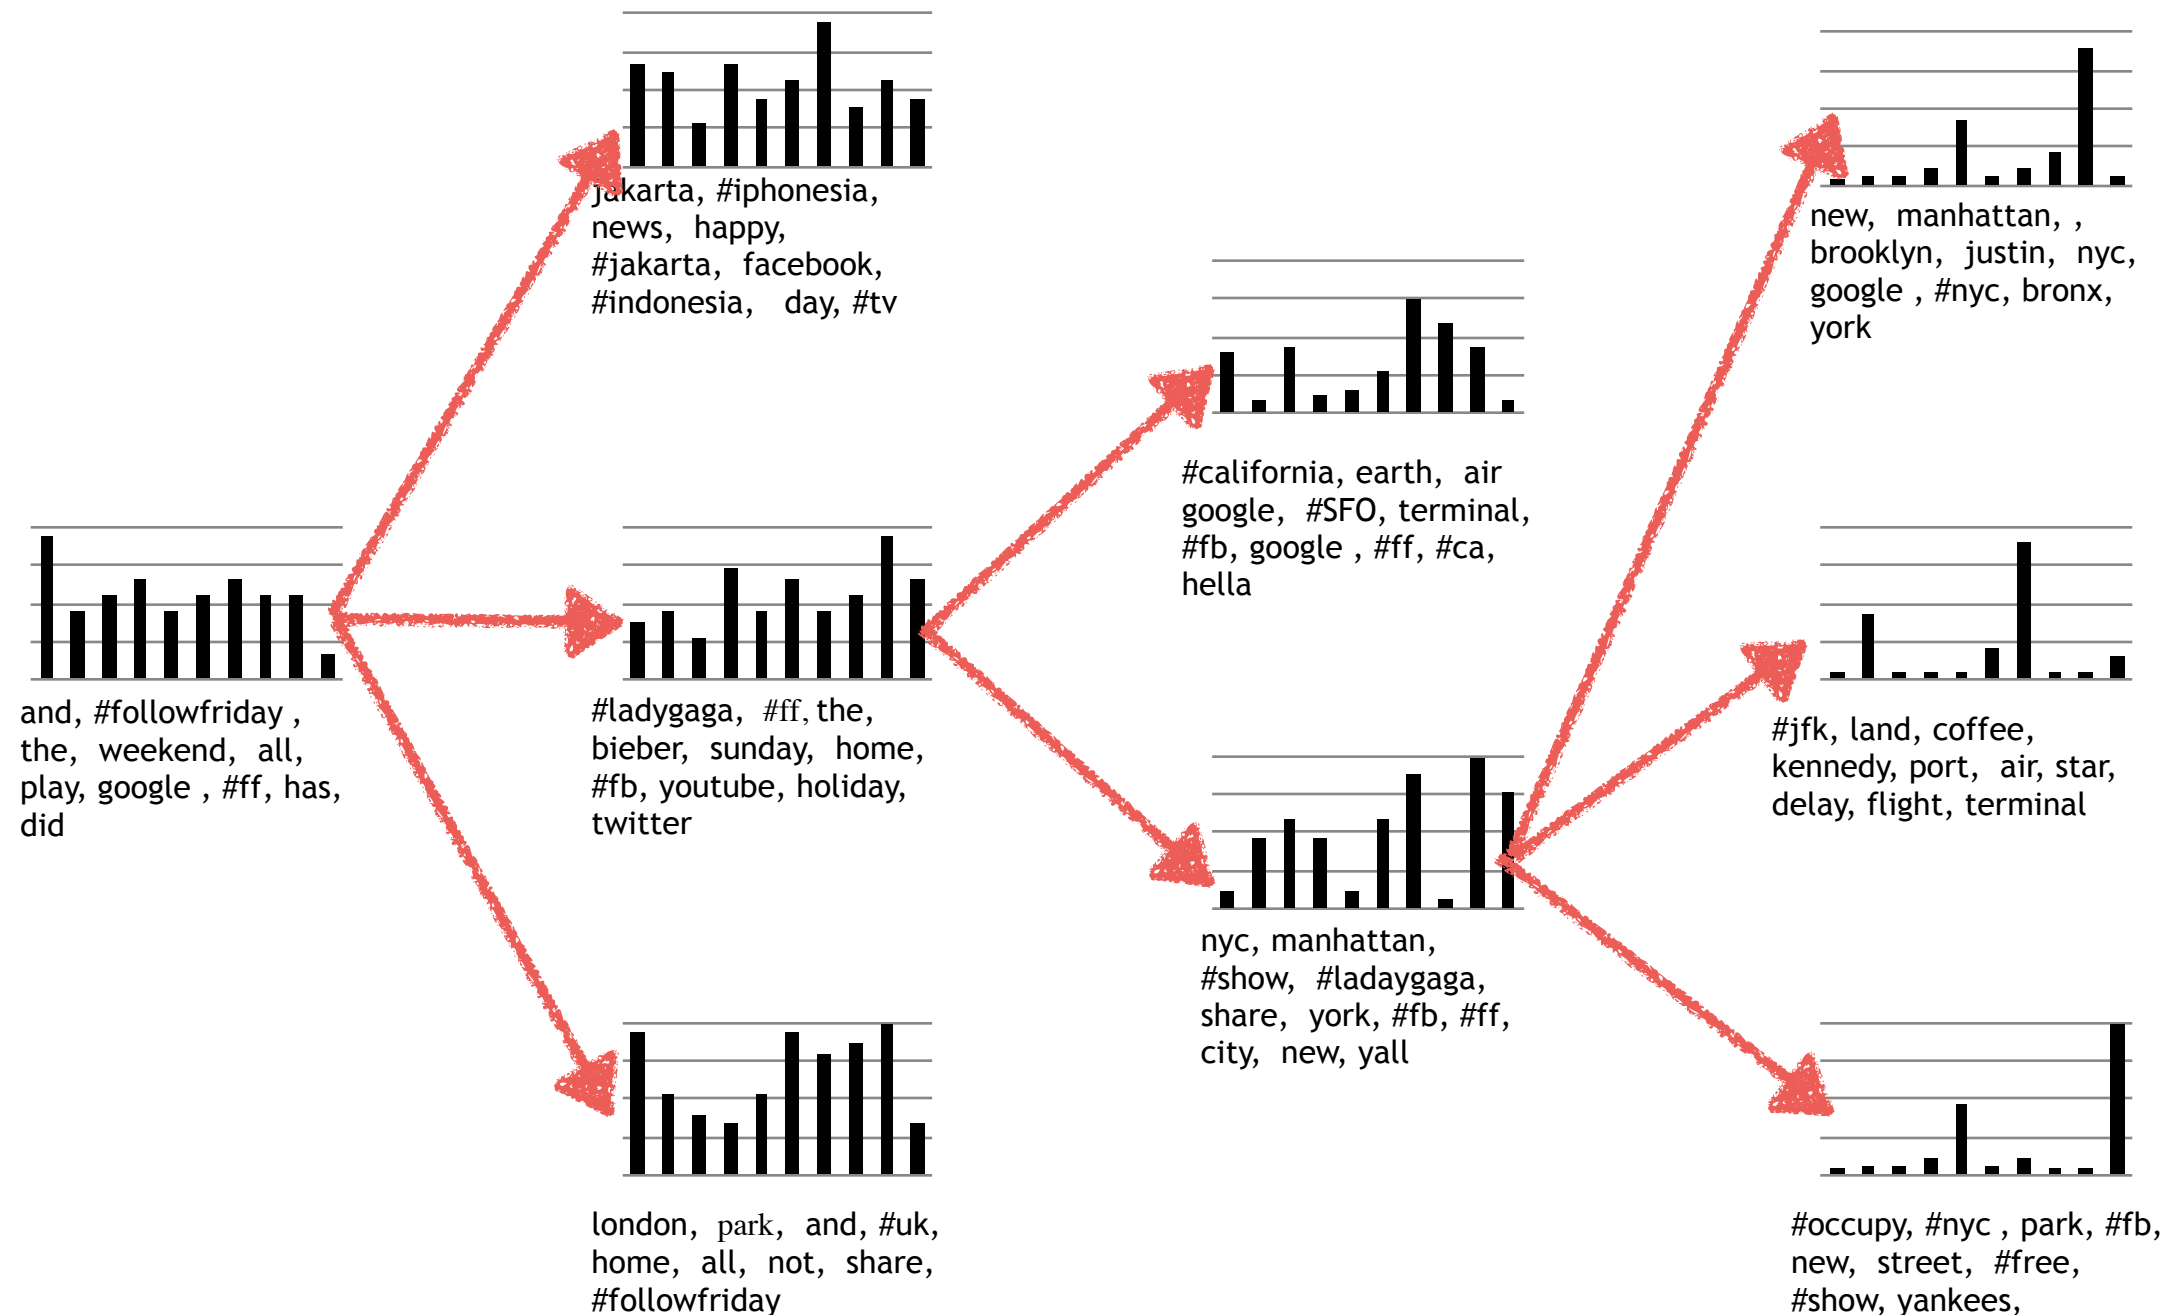 jakarta, #iphonesia,
news, happy,
#jakarta, facebook,
#indonesia, day, #tv
new, manhattan, ,
brooklyn, justin, nyc,
google , #nyc, bronx,
york
#california, earth, air
google, #SFO, terminal,
#fb, google , #ff, #ca,
hella
and, #followfriday ,
the, weekend, all,
play, google , #ff, has,
did
#ladygaga, #ff, the,
bieber, sunday, home,
#fb, youtube, holiday,
twitter
#jfk, land, coffee,
kennedy, port, air, star,
delay, flight, terminal
nyc, manhattan,
#show, #ladaygaga,
share, york, #fb, #ff,
city, new, yall
london, park, and, #uk,
home, all, not, share,
#followfriday
#occupy, #nyc , park, #fb,
new, street, #free,
#show, yankees,